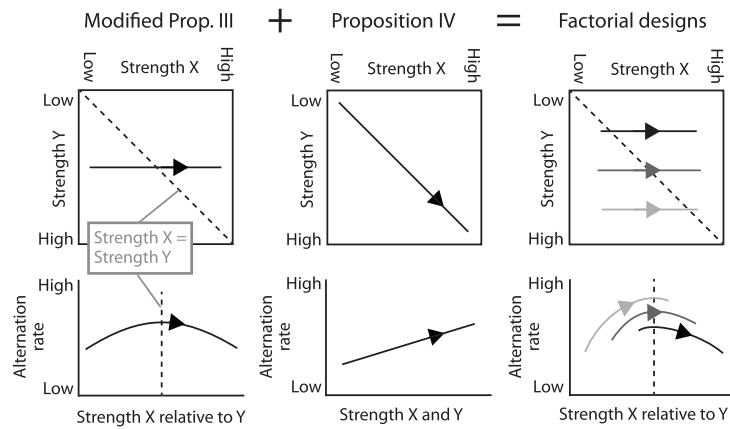 Modified Prop. III + Proposition IV = Factorial designs
Low Strength X High
Low
Strength Y
High
Low Strength X High
Low
Strength Y
High
Low Strength X High
Low
Strength Y
High
Strength X =
Strength Y
High
Alternation
rate
Low
Strength X relative to Y
High
Alternation
rate
Low
Strength X and Y
High
Alternation
rate
Low
Strength X relative to Y